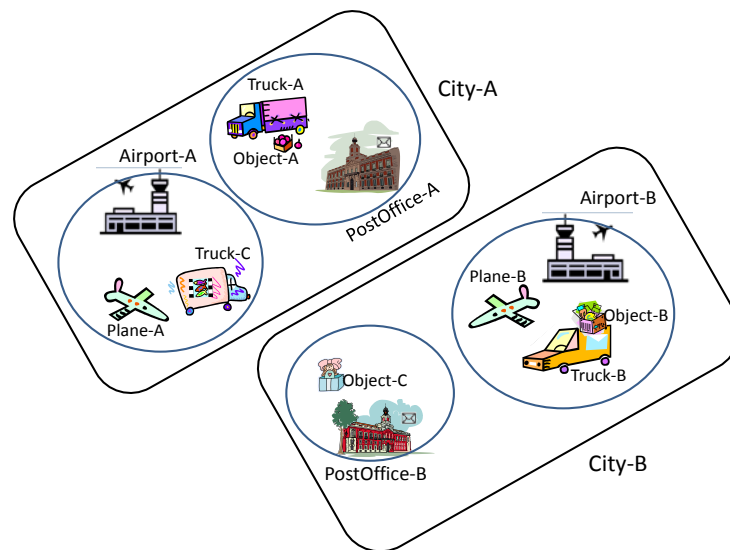 Truck-A
City-A
Object-A
Airport-A
PostOffice-A
Truck-C
Plane-A
Airport-B
Plane-B
Object-B
Truck-B
Object-C
PostOffice-B
City-B